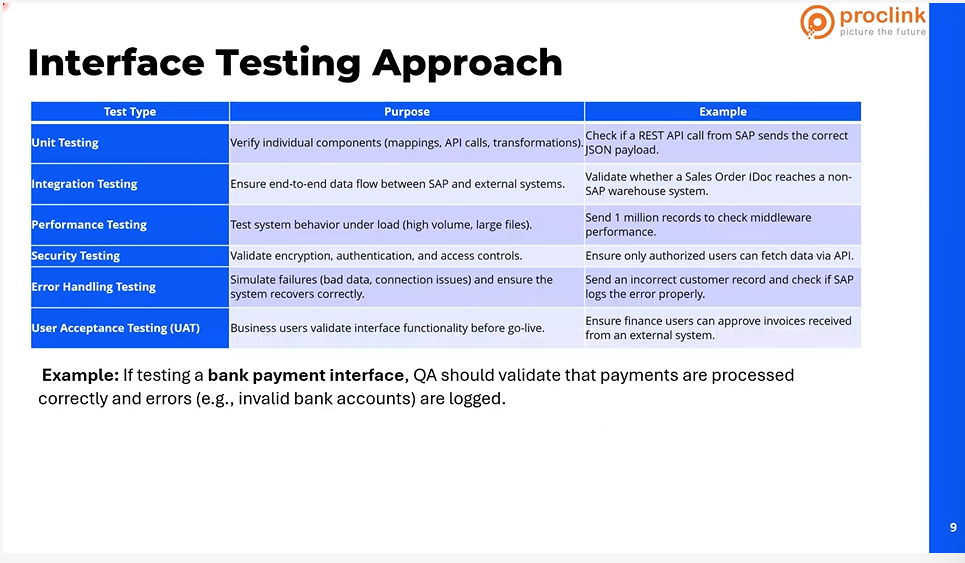 proclink
picture the future
Interface Testing Approach
Test Type Purpose Example
Unit Testing
Verify individual components (mappings, API calls, transformations).
Check if a REST API call from SAP sends the correct
JSON payload.
Integration Testing
Ensure end-to-end data flow between SAP and external systems.
Validate whether a Sales Order IDoc reaches a non-
SAP warehouse system.
Performance Testing
Test system behavior under load (high volume, large files).
Send 1 million records to check middleware
performance.
Security Testing
Validate encryption, authentication, and access controls.
Ensure only authorized users can fetch data via API.
Error Handling Testing
Simulate failures (bad data, connection issues) and ensure the
system recovers correctly.
Send an incorrect customer record and check if SAP
logs the error properly.
User Acceptance Testing (UAT)
Business users validate interface functionality before go-live.
Ensure finance users can approve invoices received
from an external system.
Example: If testing a bank payment interface, QA should validate that payments are processed
correctly and errors (e.g., invalid bank accounts) are logged.
9